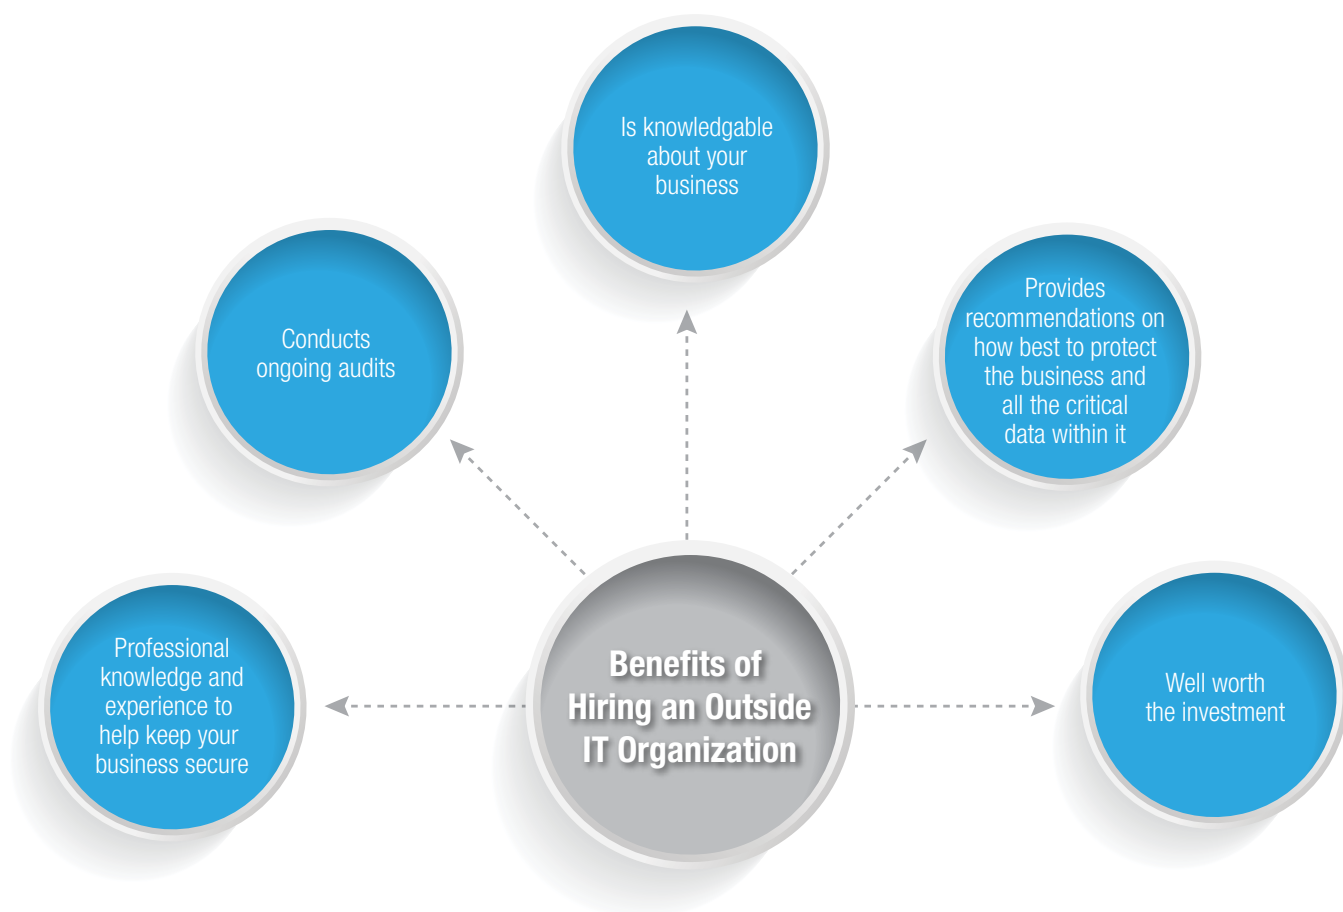 Is knowledgable
about your
business
Conducts
ongoing audits
Provides
recommendations on
how best to protect
the business and
all the critical
data within it
Professional
knowledge and
experience to
help keep your
business secure
Benefits of
Hiring an Outside
IT Organization
Well worth
the investment